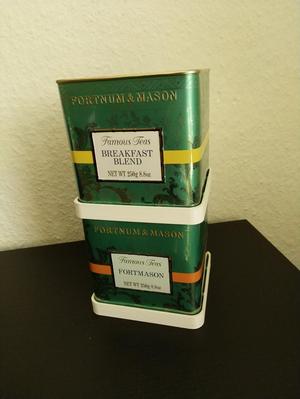 FORTNUM & MASON
Famous Teas
BREAKFAST
BLEND
NET WT 250g 8.8oz
FORTNUM & MASON
Famous Teas
FORTMASON
NET WT 250g 8.8oz